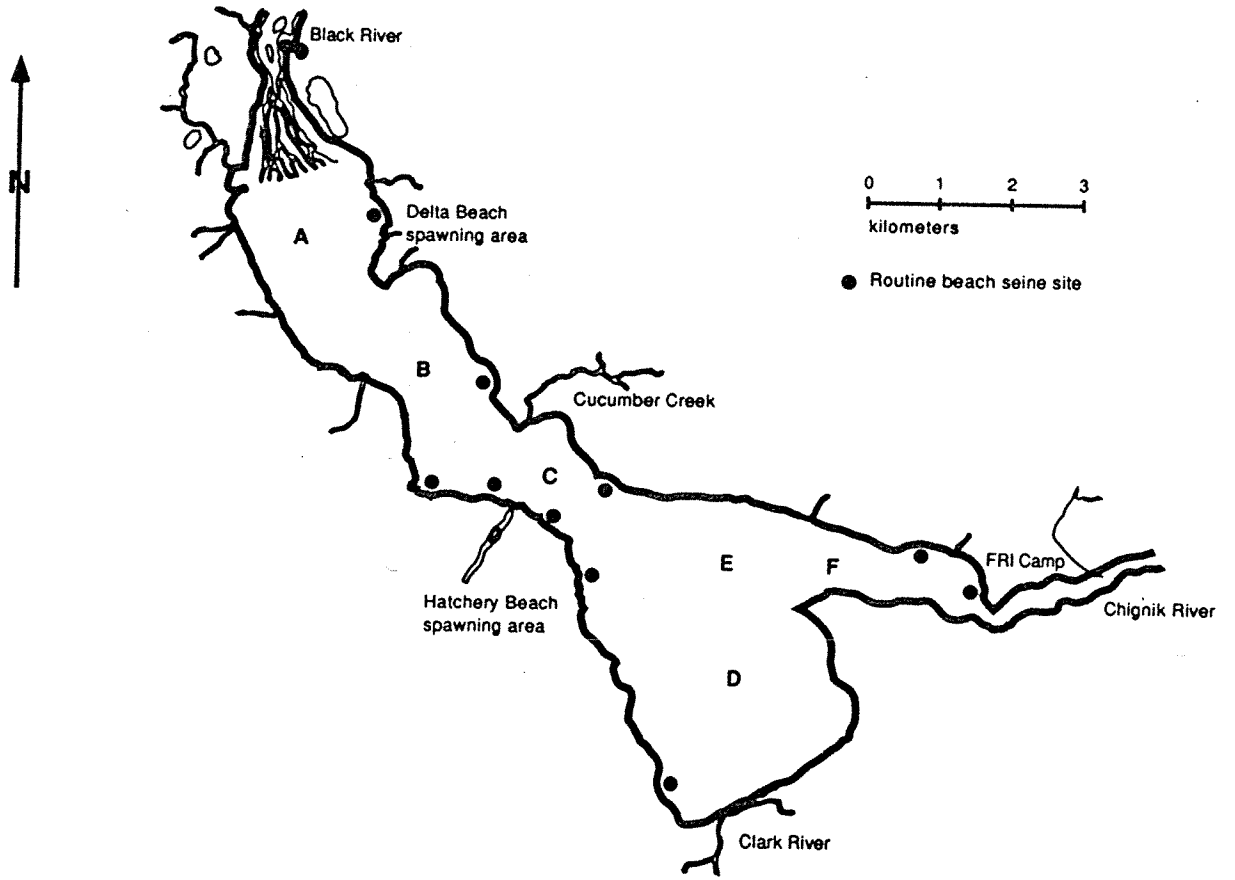 Black River
N
0 1 2 3
kilometers
Delta Beach
spawning area
A
Routine beach seine site
B
Cucumber Creek
C
E
F
FRI Camp
Chignik River
Hatchery Beach
spawning area
D
Clark River